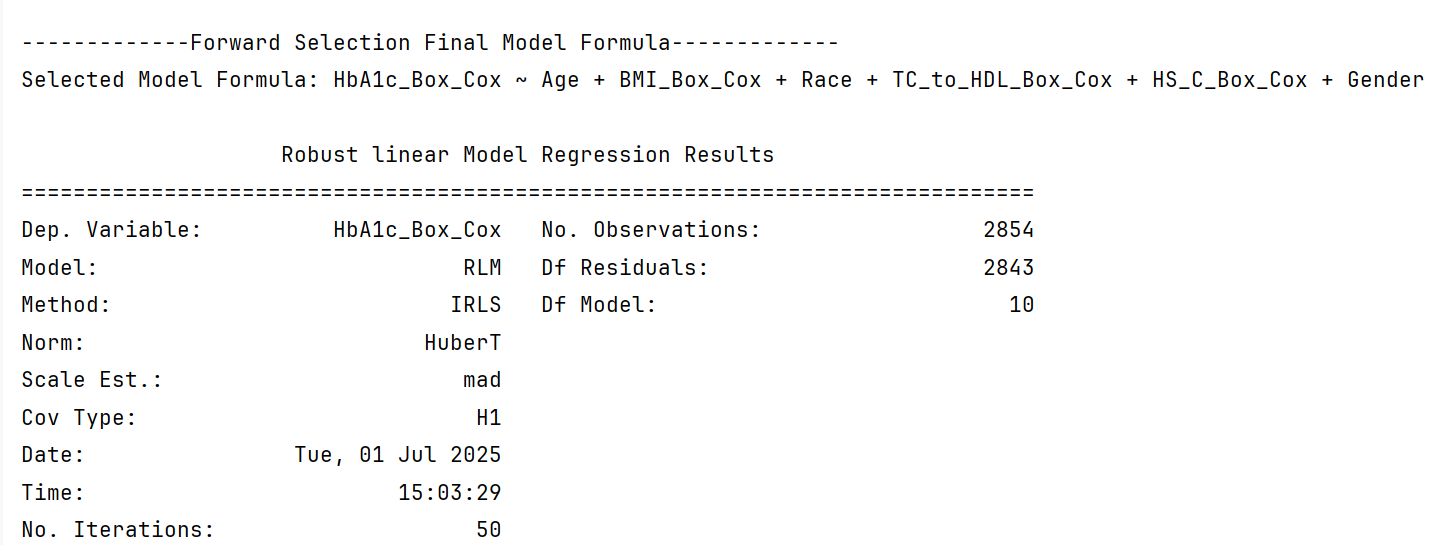 -------------Forward Selection Final Model Formula-------------
Selected Model Formula: HbA1c_Box_Cox ~ Age + BMI_Box_Cox + Race + TC_to_HDL_Box_Cox + HS_C_Box_Cox + Gender
                    Robust linear Model Regression Results
==============================================================================
Dep. Variable:          HbA1c_Box_Cox   No. Observations:                 2854
Model:                            RLM   Df Residuals:                     2843
Method:                          IRLS   Df Model:                           10
Norm:                          HuberT
Scale Est.:                       mad
Cov Type:                          H1
Date:                Tue, 01 Jul 2025
Time:                        15:03:29
No. Iterations:                    50